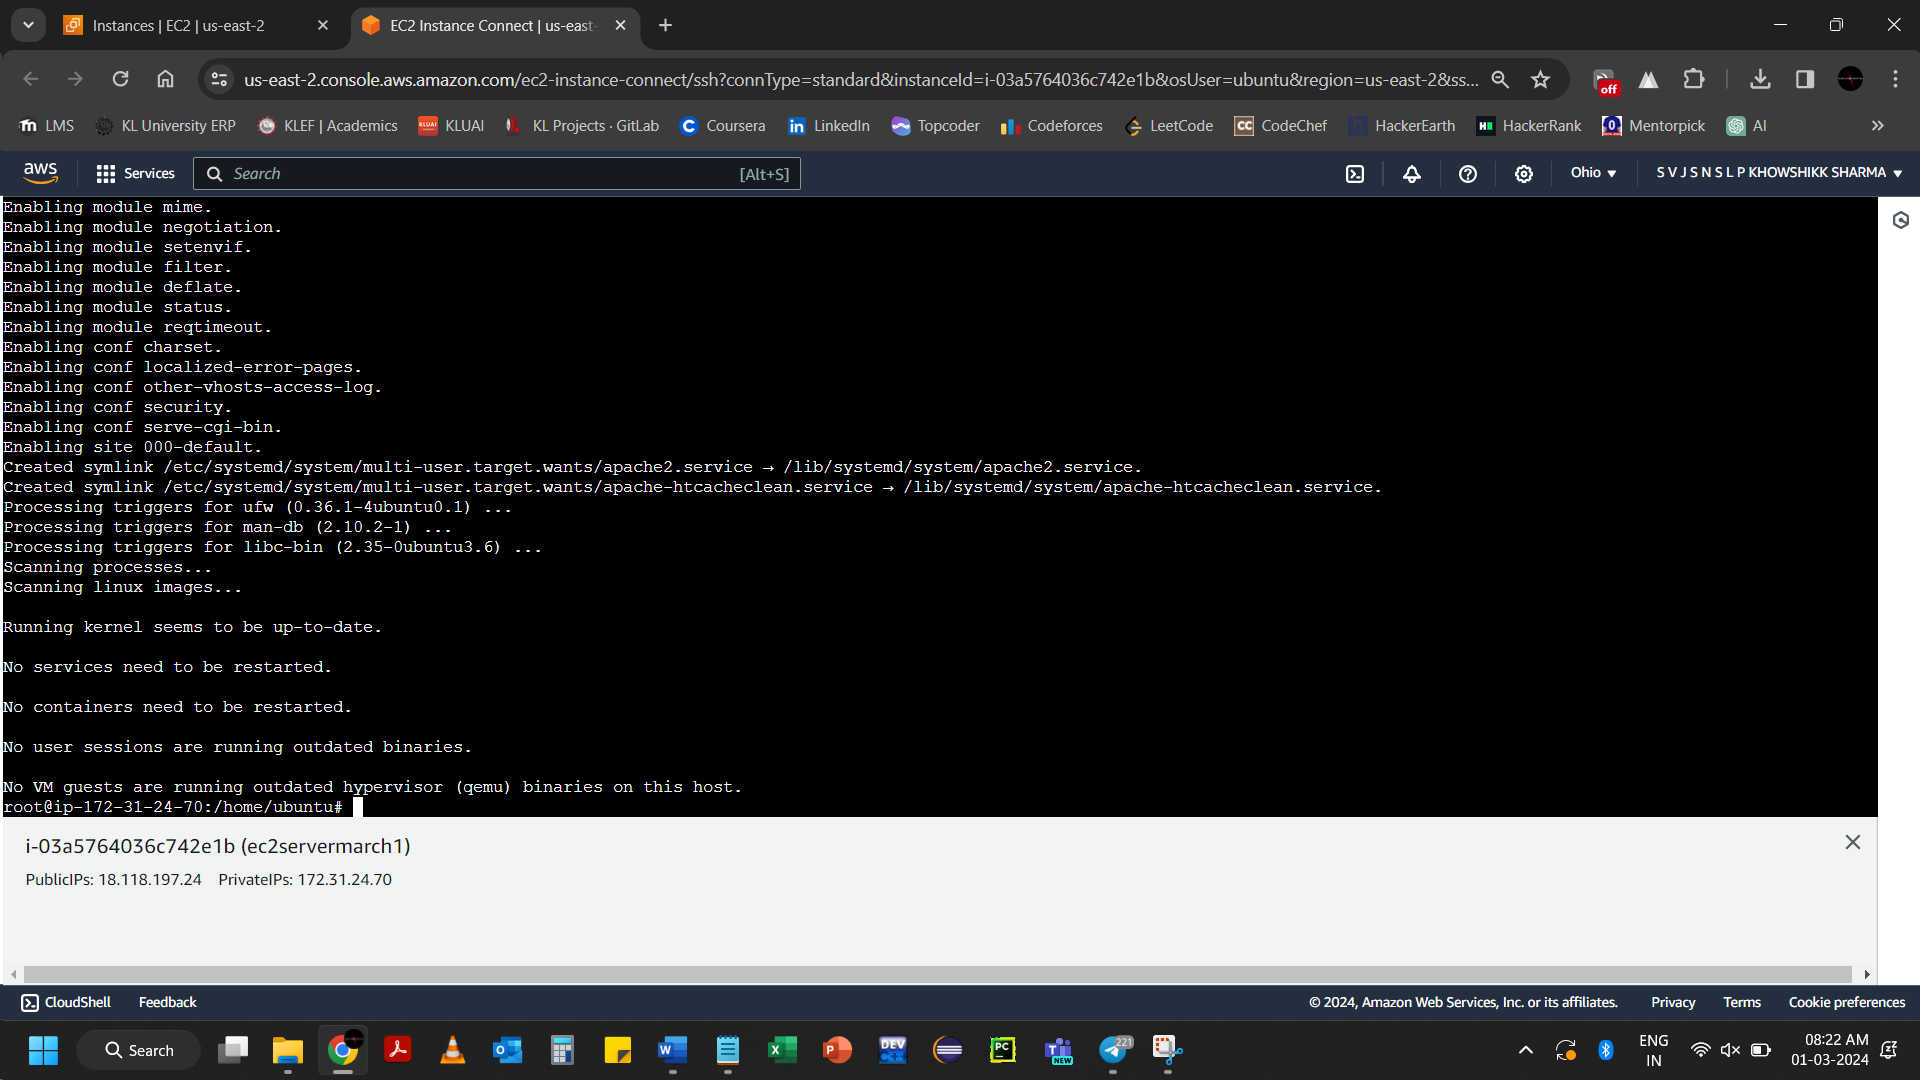 Instances | EC2 | us-east-2
EC2 Instance Connect | us-east-
us-east-2.console.aws.amazon.com/ec2-instance-connect/ssh?connType=standard&instanceId=i-03a5764036c742e1b&osUser=ubuntu&region=us-east-2&ss...
off
LMS
KL University ERP
KLEF | Academics
KLUAI
KLUAI
KL Projects · GitLab
Coursera
LinkedIn
Topcoder
Codeforces
LeetCode
CC
CodeChef
HackerEarth
HackerRank
Mentorpick
AI
aws
Services
Search
[Alt+S]
Ohio
S V J S N S L P KHOWSHIKK SHARMA
Enabling module mime.
Enabling module negotiation.
Enabling module setenvif.
Enabling module filter.
Enabling module deflate.
Enabling module status.
Enabling module reqtimeout.
Enabling conf charset.
Enabling conf localized-error-pages.
Enabling conf other-vhosts-access-log.
Enabling conf security.
Enabling conf serve-cgi-bin.
Enabling site 000-default.
Created symlink /etc/systemd/system/multi-user.target.wants/apache2.service → /lib/systemd/system/apache2.service.
Created symlink /etc/systemd/system/multi-user.target.wants/apache-htcacheclean.service → /lib/systemd/system/apache-htcacheclean.service.
Processing triggers for ufw (0.36.1-4ubuntu0.1) ...
Processing triggers for man-db (2.10.2-1) ...
Processing triggers for libc-bin (2.35-0ubuntu3.6) ...
Scanning processes...
Scanning linux images...
Running kernel seems to be up-to-date.
No services need to be restarted.
No containers need to be restarted.
No user sessions are running outdated binaries.
No VM guests are running outdated hypervisor (qemu) binaries on this host.
root@ip-172-31-24-70:/home/ubuntu#
i-03a5764036c742e1b (ec2servermarch1)
PublicIPs: 18.118.197.24 PrivateIPs: 172.31.24.70
CloudShell
Feedback
© 2024, Amazon Web Services, Inc. or its affiliates.
Privacy
Terms
Cookie preferences
Search
DEV
PC
NEW
221
ENG
IN
08:22 AM
01-03-2024